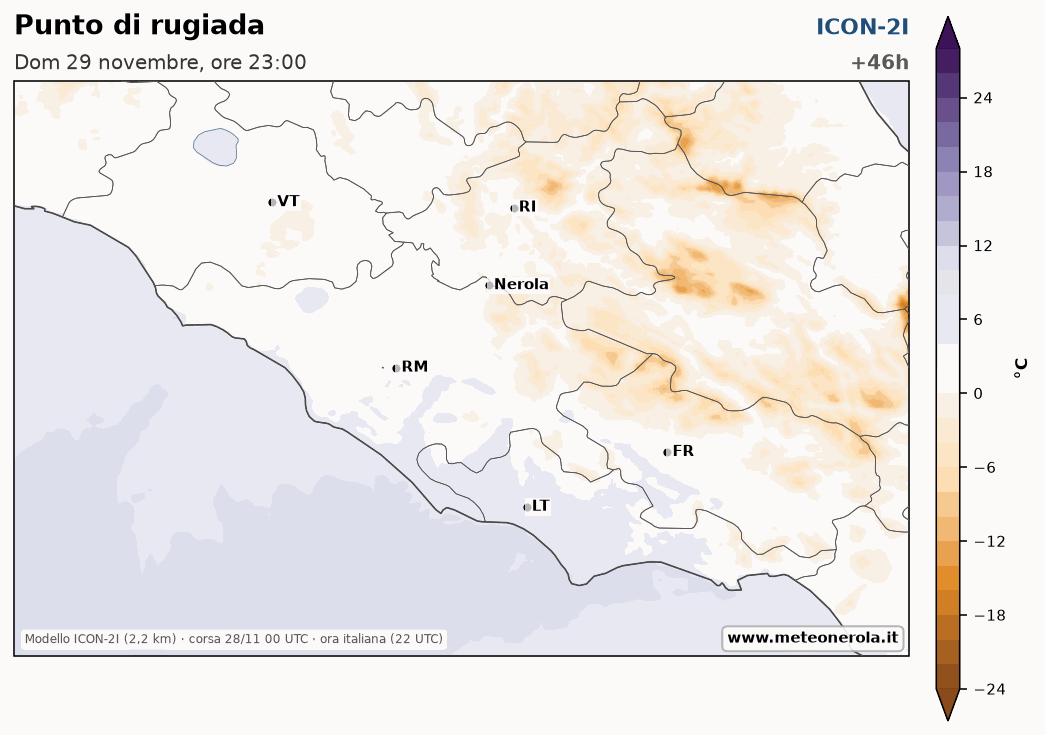 Punto di rugiada
ICON-2I
Dom 29 novembre, ore 23:00
+46h
VT
RI
Nerola
RM
FR
LT
Modello ICON-2I (2,2 km) · corsa 28/11 00 UTC · ora italiana (22 UTC)
www.meteonerola.it
24
18
12
6
0
−6
−12
−18
−24
°C